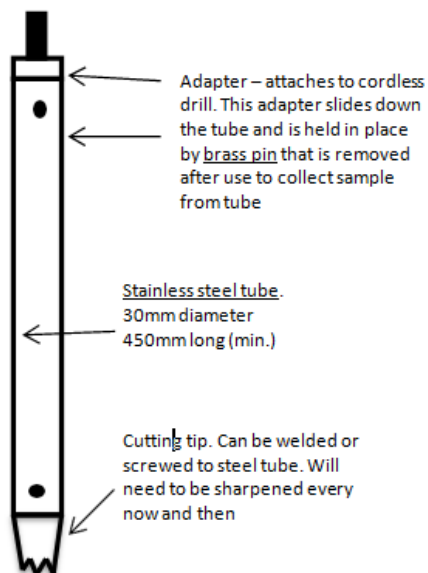 Adapter – attaches to cordless
drill. This adapter slides down
the tube and is held in place
by brass pin that is removed
after use to collect sample
from tube
Stainless steel tube.
30mm diameter
450mm long (min.)
Cutting tip. Can be welded or
screwed to steel tube. Will
need to be sharpened every
now and then